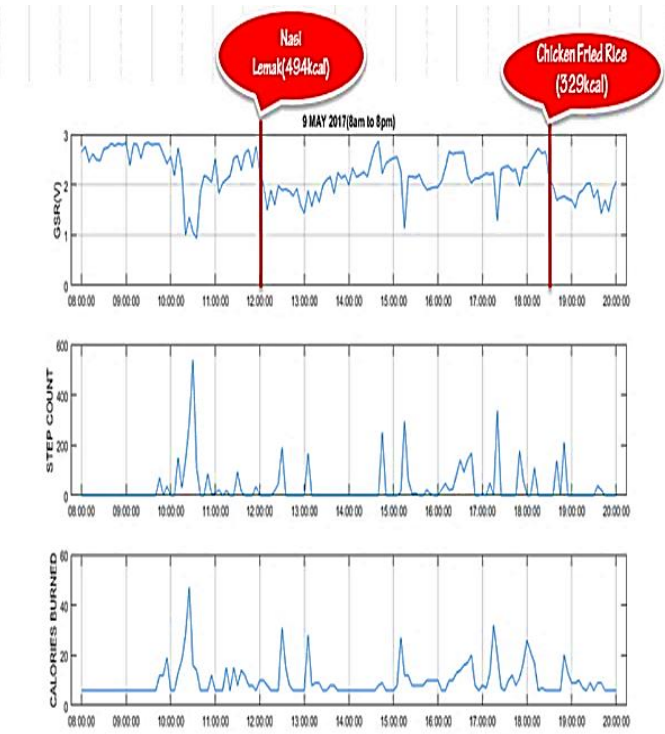 Nasi
Lemak(494kcal)
Chicken Fried Rice
(329kcal)
9 MAY 2017(8am to 8pm)
GSR(V)
3
2
1
0
08:00:00 09:00:00 10:00:00 11:00:00 12:00:00 13:00:00 14:00:00 15:00:00 16:00:00 17:00:00 18:00:00 19:00:00 20:00:00
STEP COUNT
600
400
200
0
08:00:00 09:00:00 10:00:00 11:00:00 12:00:00 13:00:00 14:00:00 15:00:00 16:00:00 17:00:00 18:00:00 19:00:00 20:00:00
CALORIES BURNED
60
40
20
0
08:00:00 09:00:00 10:00:00 11:00:00 12:00:00 13:00:00 14:00:00 15:00:00 16:00:00 17:00:00 18:00:00 19:00:00 20:00:00